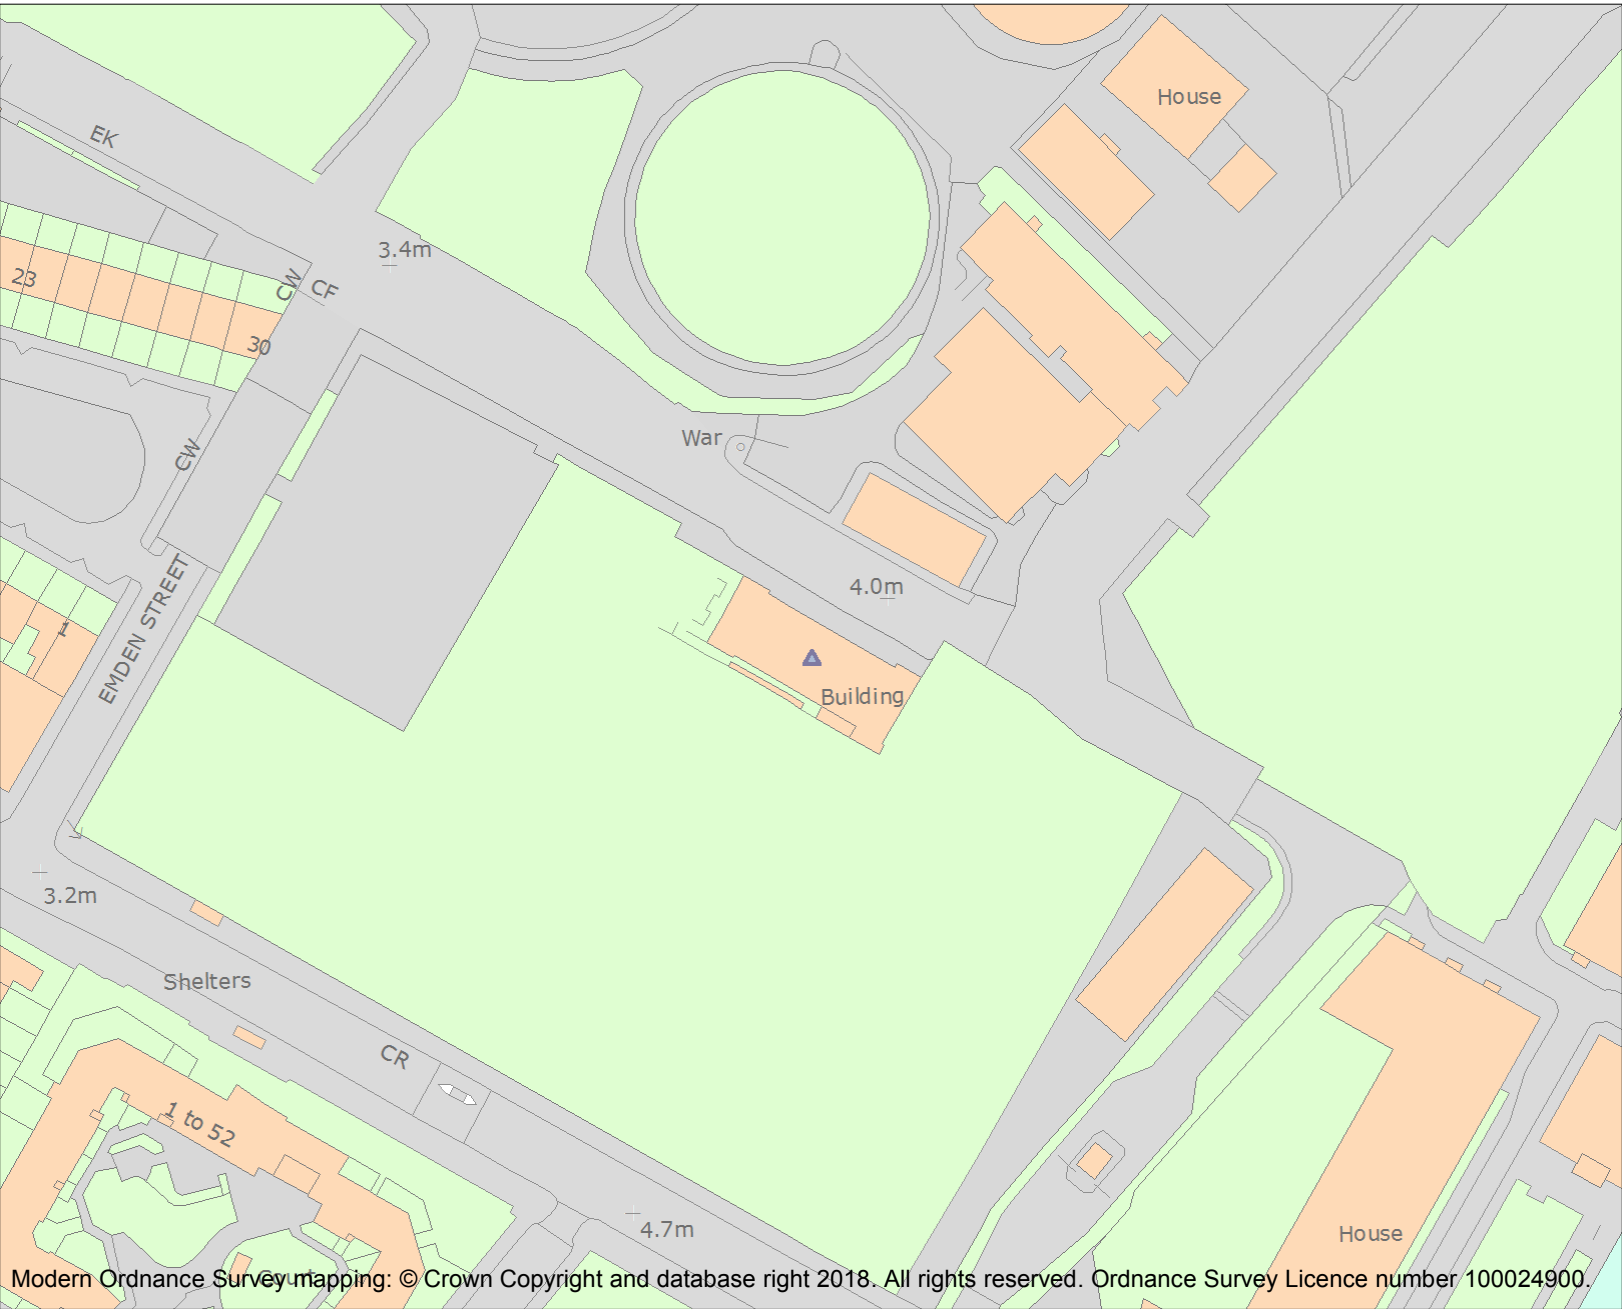 House
EK
3.4m
CW
CF
23
30
War
CW
4.0m
EMDEN STREET
1
Building
3.2m
Shelters
CR
1 to 52
4.7m
House
Court
Modern Ordnance Survey mapping: © Crown Copyright and database right 2018. All rights reserved. Ordnance Survey Licence number 100024900.